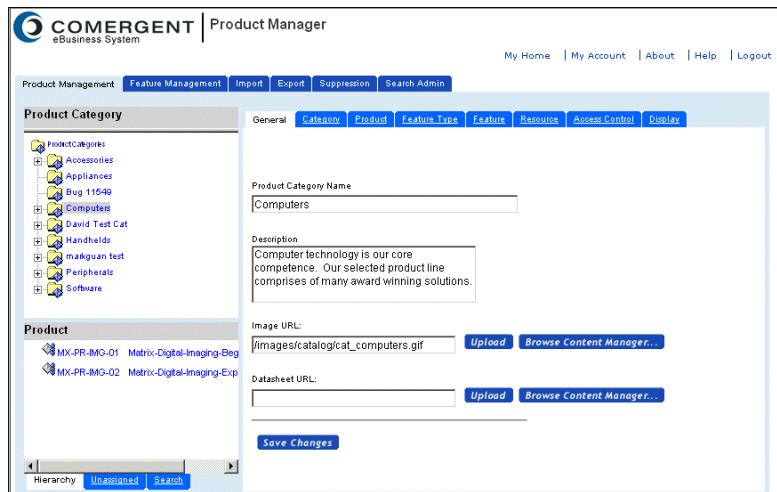 COMERGENT
eBusiness System
Product Manager
My Home | My Account | About | Help | Logout
Product Management Feature Management Import Export Suppression Search Admin
Product Category
ProductCategories
Accessories
Appliances
Bug 11549
Computers
David Test Cat
Handhelds
markguan test
Peripherals
Software
Product
MX-PR-IMG-01 Matrix-Digital-Imaging-Beg
MX-PR-IMG-02 Matrix-Digital-Imaging-Exp
Hierarchy Unassigned Search
General Category Product Feature Type Feature Resource Access Control Display
Product Category Name
Computers
Description
Computer technology is our core
competence. Our selected product line
comprises of many award winning solutions.
Image URL:
/images/catalog/cat_computers.gif Upload Browse Content Manager...
Datasheet URL:
Upload Browse Content Manager...
Save Changes